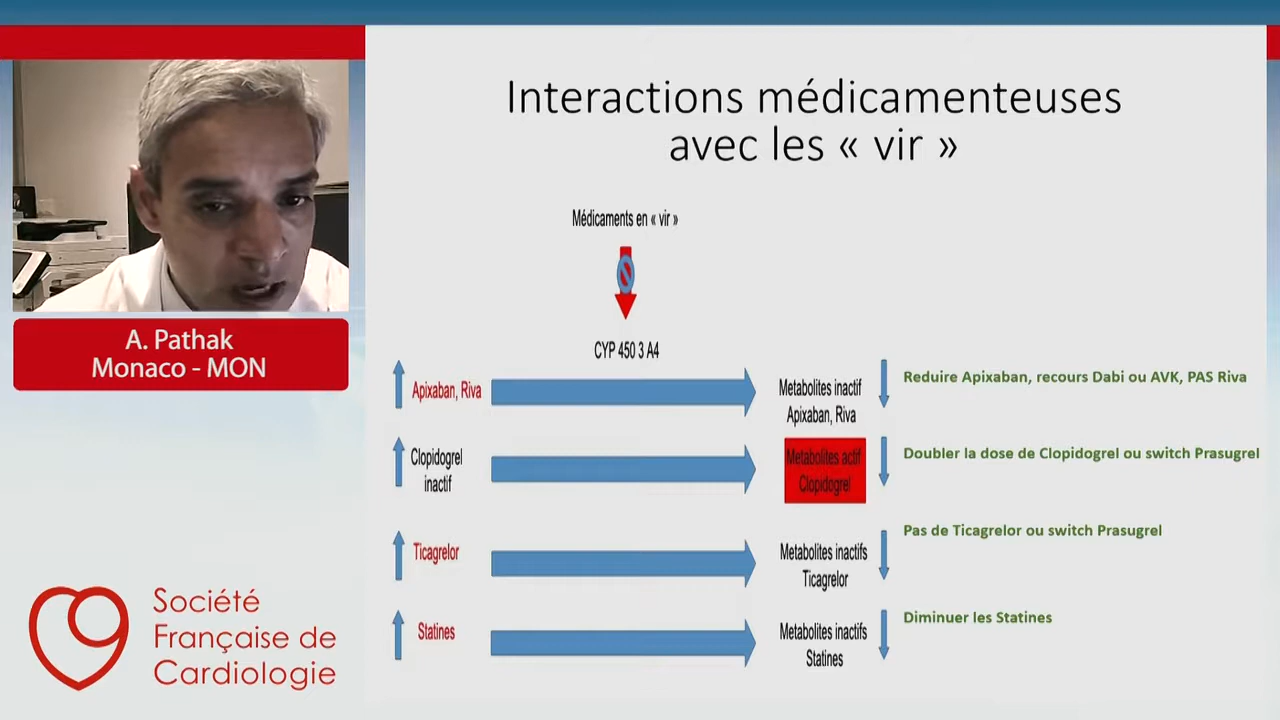 Interactions médicamenteuses
avec les « vir »
Médicaments en « vir »
CYP 450 3 A4
Apixaban, Riva
Metabolites inactif
Apixaban, Riva
Reduire Apixaban, recours Dabi ou AVK, PAS Riva
Clopidogrel
inactif
Metabolites actif
Clopidogrel
Doubler la dose de Clopidogrel ou switch Prasugrel
Ticagrelor
Metabolites inactifs
Ticagrelor
Pas de Ticagrelor ou switch Prasugrel
Statines
Metabolites inactifs
Statines
Diminuer les Statines
A. Pathak
Monaco - MON
Société
Française de
Cardiologie